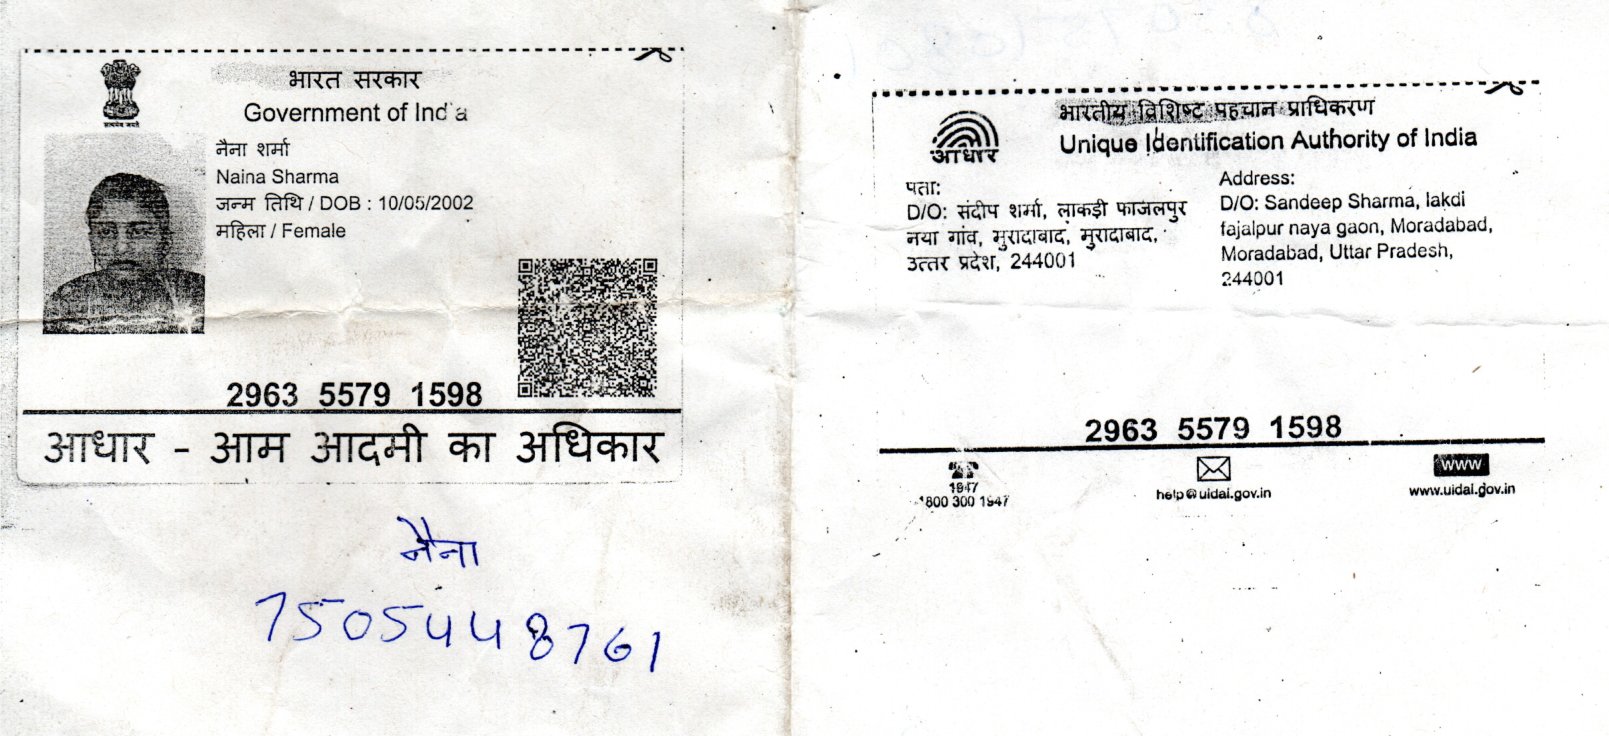 भारत सरकार
Government of India
नैना शर्मा
Naina Sharma
जन्म तिथि / DOB : 10/05/2002
महिला / Female
2963 5579 1598
आधार - आम आदमी का अधिकार
नैना
7505448761
भारतीय विशिष्ट पहचान प्राधिकरण
Unique Identification Authority of India
आधार
पता:
D/O: संदीप शर्मा, लाकड़ी फाजलपुर
नया गांव, मुरादाबाद, मुरादाबाद,
उत्तर प्रदेश, 244001
Address:
D/O: Sandeep Sharma, lakdi
fajalpur naya gaon, Moradabad,
Moradabad, Uttar Pradesh,
244001
2963 5579 1598
1947
1800 300 1947
help@uidai.gov.in
www
www.uidai.gov.in